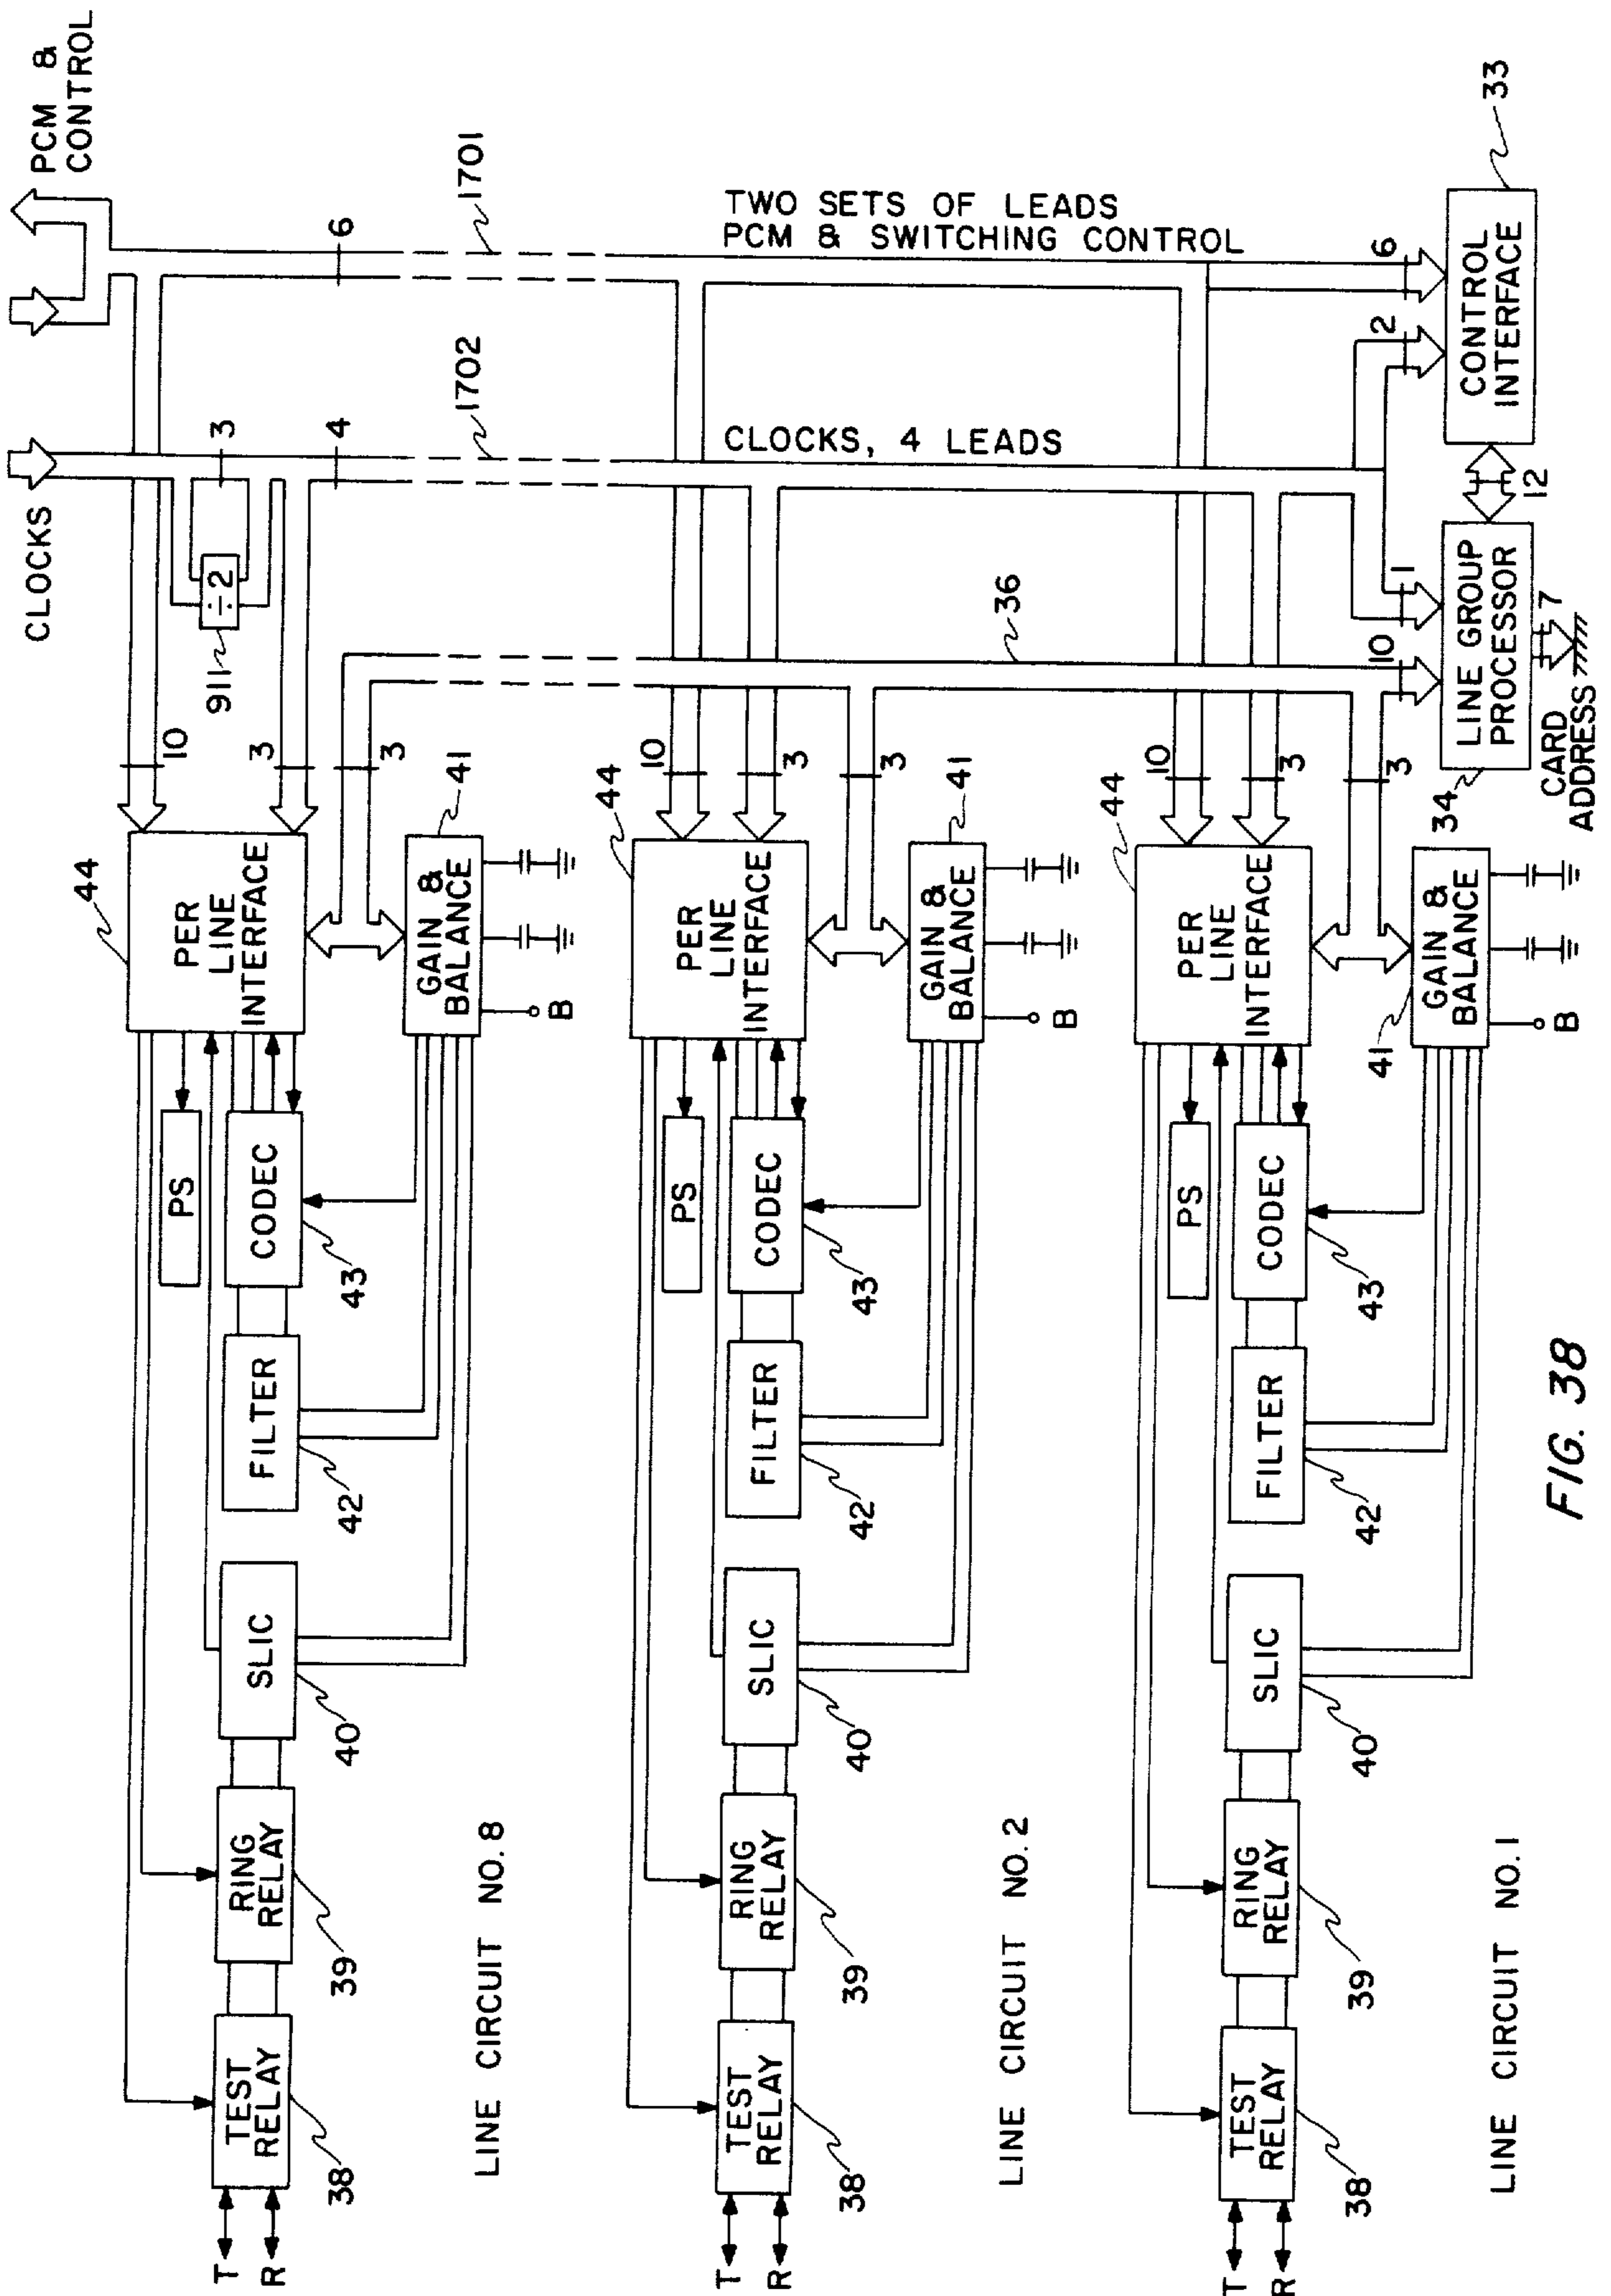 CLOCKS
PCM &
CONTROL
44
PER
LINE
INTERFACE
10
3
3
911
÷2
3
4
6
1702
1701
PS
CODEC
43
FILTER
42
SLIC
40
RING
RELAY
39
TEST
RELAY
38
T
R
GAIN &
BALANCE
41
B
LINE CIRCUIT NO. 8
44
PER
LINE
INTERFACE
10
3
3
36
CLOCKS, 4 LEADS
TWO SETS OF LEADS
PCM & SWITCHING CONTROL
PS
CODEC
43
FILTER
42
SLIC
40
RING
RELAY
39
TEST
RELAY
38
T
R
GAIN &
BALANCE
41
B
LINE CIRCUIT NO. 2
44
PER
LINE
INTERFACE
10
3
3
PS
CODEC
43
FILTER
42
SLIC
40
RING
RELAY
39
TEST
RELAY
38
T
R
GAIN &
BALANCE
41
B
LINE CIRCUIT NO. 1
10
1
2
6
LINE GROUP
PROCESSOR
34
12
CONTROL
INTERFACE
33
7
CARD
ADDRESS
FIG. 38